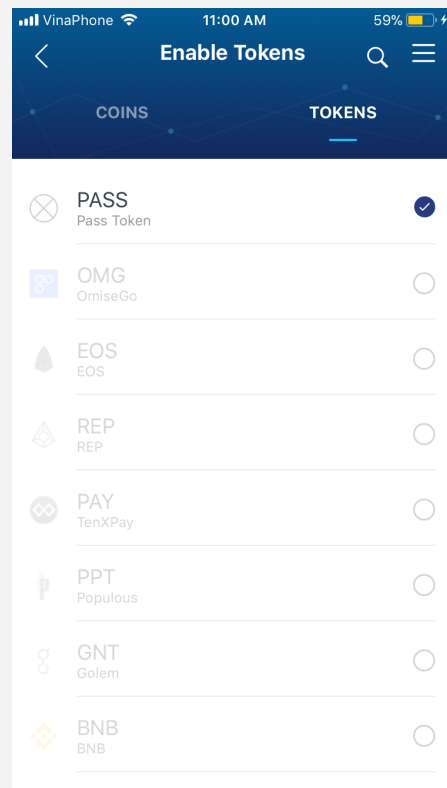 VinaPhone 11:00 AM 59%
Enable Tokens
COINS TOKENS
PASS
Pass Token
OMG
OmiseGo
EOS
EOS
REP
REP
PAY
TenXPay
PPT
Populous
GNT
Golem
BNB
BNB